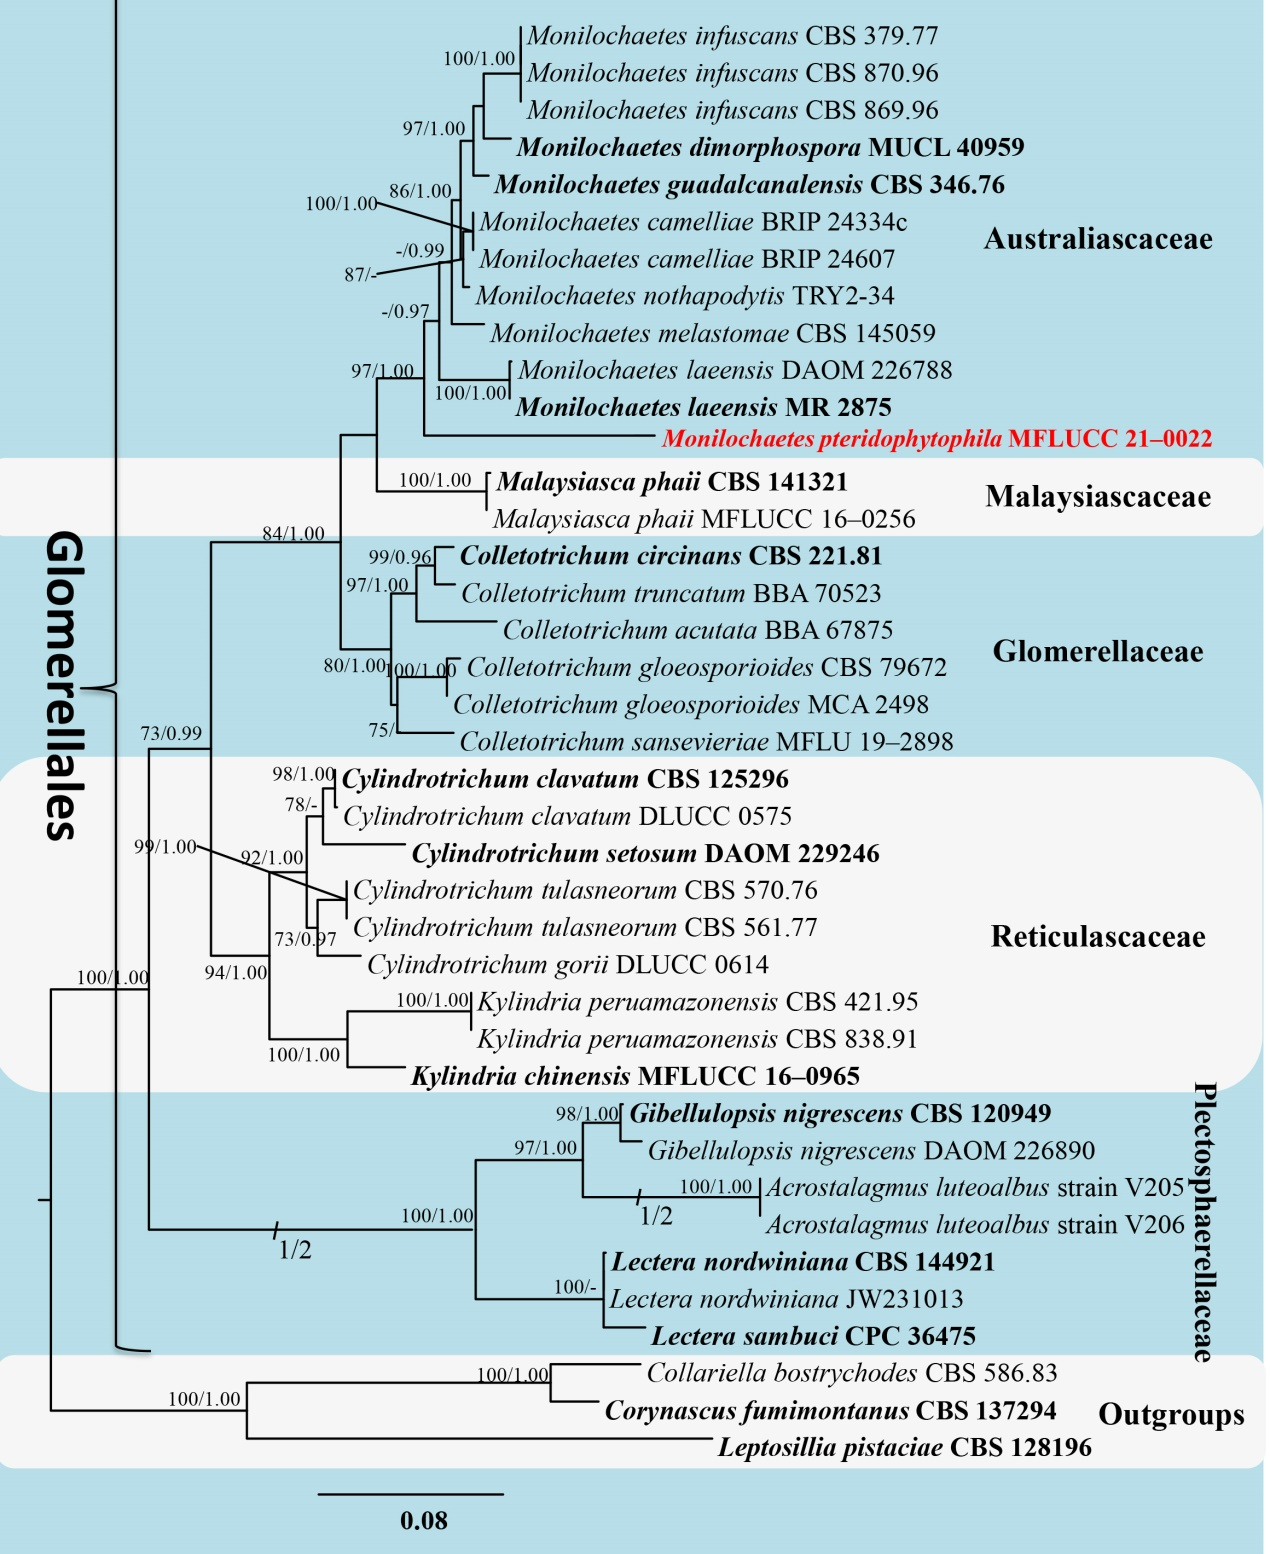 Monilochaetes infuscans CBS 379.77
100/1.00
Monilochaetes infuscans CBS 870.96
Monilochaetes infuscans CBS 869.96
97/1.00
Monilochaetes dimorphospora MUCL 40959
Monilochaetes guadalcanalensis CBS 346.76
86/1.00
100/1.00
Monilochaetes camelliae BRIP 24334c
Australiascaceae
-/0.99
Monilochaetes camelliae BRIP 24607
87/-
Monilochaetes nothapodytis TRY2-34
-/0.97
Monilochaetes melastomae CBS 145059
97/1.00
Monilochaetes laeensis DAOM 226788
100/1.00
Monilochaetes laeensis MR 2875
Monilochaetes pteridophytophila MFLUCC 21–0022
100/1.00
Malaysiasca phaii CBS 141321
Malaysiascaceae
Malaysiasca phaii MFLUCC 16–0256
84/1.00
Glomerellales
99/0.96
Colletotrichum circinans CBS 221.81
97/1.00
Colletotrichum truncatum BBA 70523
Colletotrichum acutata BBA 67875
Glomerellaceae
80/1.00
100/1.00
Colletotrichum gloeosporioides CBS 79672
Colletotrichum gloeosporioides MCA 2498
75/-
Colletotrichum sansevieriae MFLU 19–2898
73/0.99
98/1.00
Cylindrotrichum clavatum CBS 125296
78/-
Cylindrotrichum clavatum DLUCC 0575
99/1.00
92/1.00
Cylindrotrichum setosum DAOM 229246
Cylindrotrichum tulasneorum CBS 570.76
Cylindrotrichum tulasneorum CBS 561.77
73/0.97
Reticulascaceae
Cylindrotrichum gorii DLUCC 0614
94/1.00
100/1.00
100/1.00
Kylindria peruamazonensis CBS 421.95
Kylindria peruamazonensis CBS 838.91
100/1.00
Kylindria chinensis MFLUCC 16–0965
98/1.00
Gibellulopsis nigrescens CBS 120949
97/1.00
Gibellulopsis nigrescens DAOM 226890
100/1.00
Acrostalagmus luteoalbus strain V205
1/2
Acrostalagmus luteoalbus strain V206
Plectosphaerellaceae
100/1.00
1/2
Lectera nordwiniana CBS 144921
100/-
Lectera nordwiniana JW231013
Lectera sambuci CPC 36475
100/1.00
Collariella bostrychodes CBS 586.83
100/1.00
Corynascus fumimontanus CBS 137294
Outgroups
Leptosillia pistaciae CBS 128196
0.08